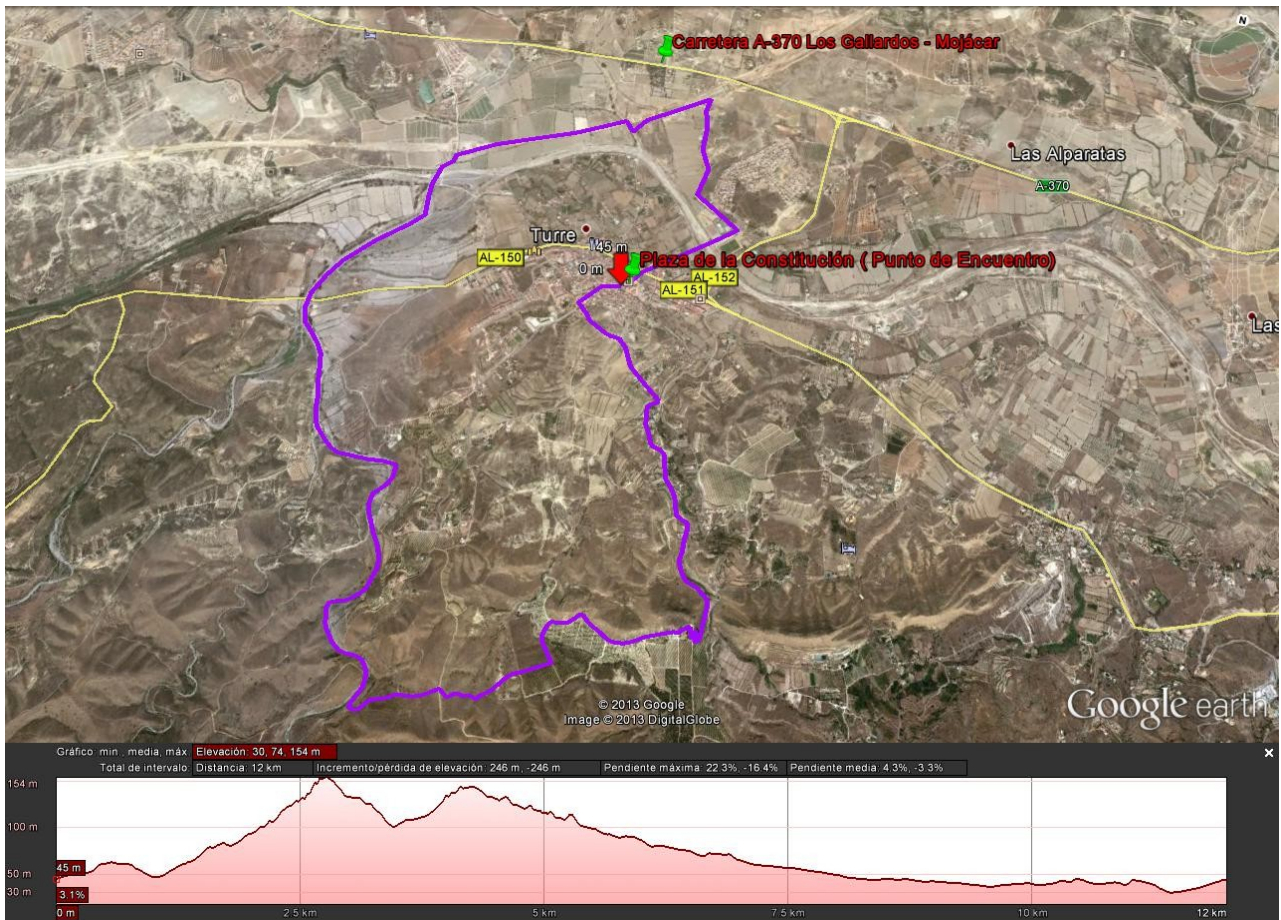 N
Carretera A-370 Los Gallardos - Mojácar
Las Alparatas
A-370
Turre
45 m
AL-150
0 m
Plaza de la Constitución ( Punto de Encuentro)
AL-152
AL-151
Las
© 2013 Google
Image © 2013 DigitalGlobe
Google earth
Gráfico: min., media, máx. Elevación: 30, 74, 154 m
Total de intervalo: Distancia: 12 km Incremento/pérdida de elevación: 246 m, -246 m Pendiente máxima: 22.3%, -16.4% Pendiente media: 4.3%, -3.3%
154 m
100 m
50 m
30 m
45 m
3.1%
0 m
2.5 km
5 km
7.5 km
10 km
12 km